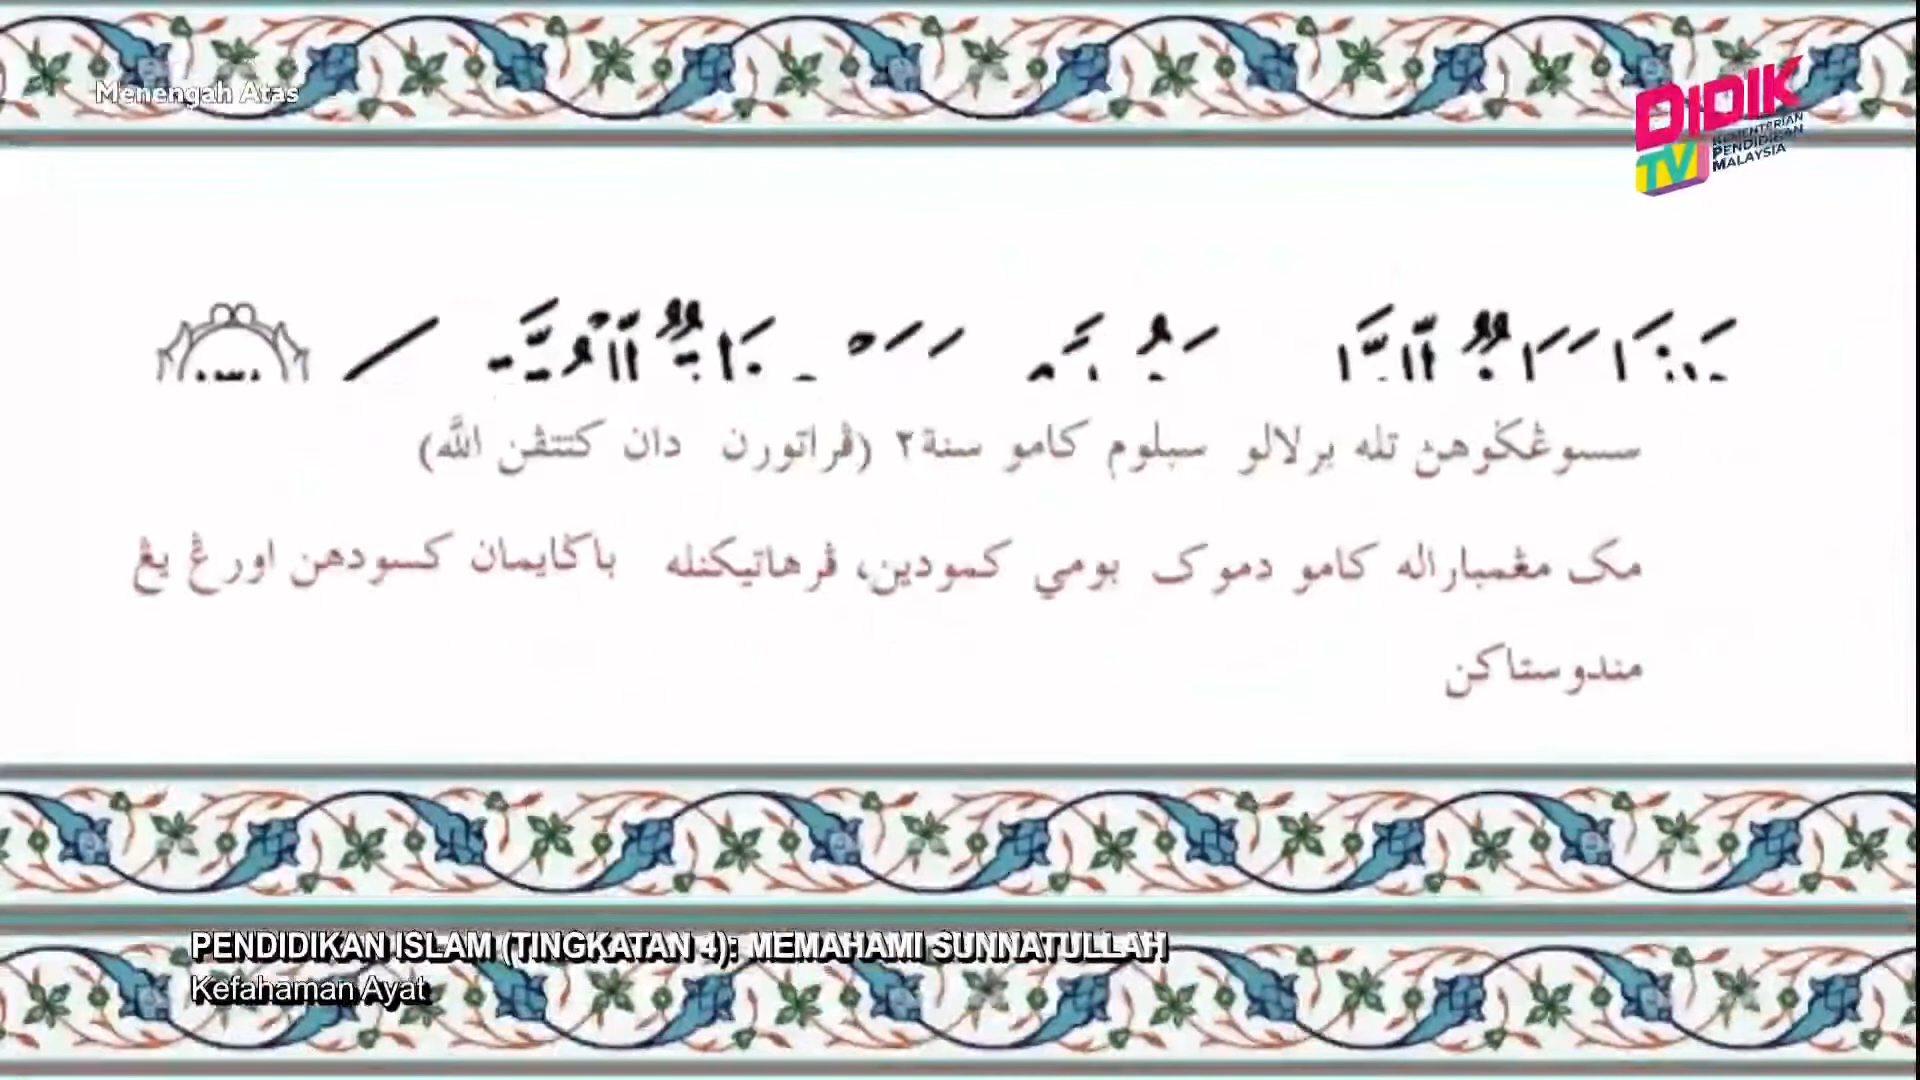 Menengah Atas
DIDIK
TV
KEMENTERIAN
PENDIDIKAN
MALAYSIA
سسوڠݢوهڽ تله برلالو سبلوم كامو سنة٢ (ڤراتورن دان كتتڤن الله)
مک مڠمباراله كامو دموک بومي كمودين، ڤرهاتيكنله باݢايمان كسودهن اورڠ يڠ
مندوستاكن
PENDIDIKAN ISLAM (TINGKATAN 4): MEMAHAMI SUNNATULLAH
Kefahaman Ayat